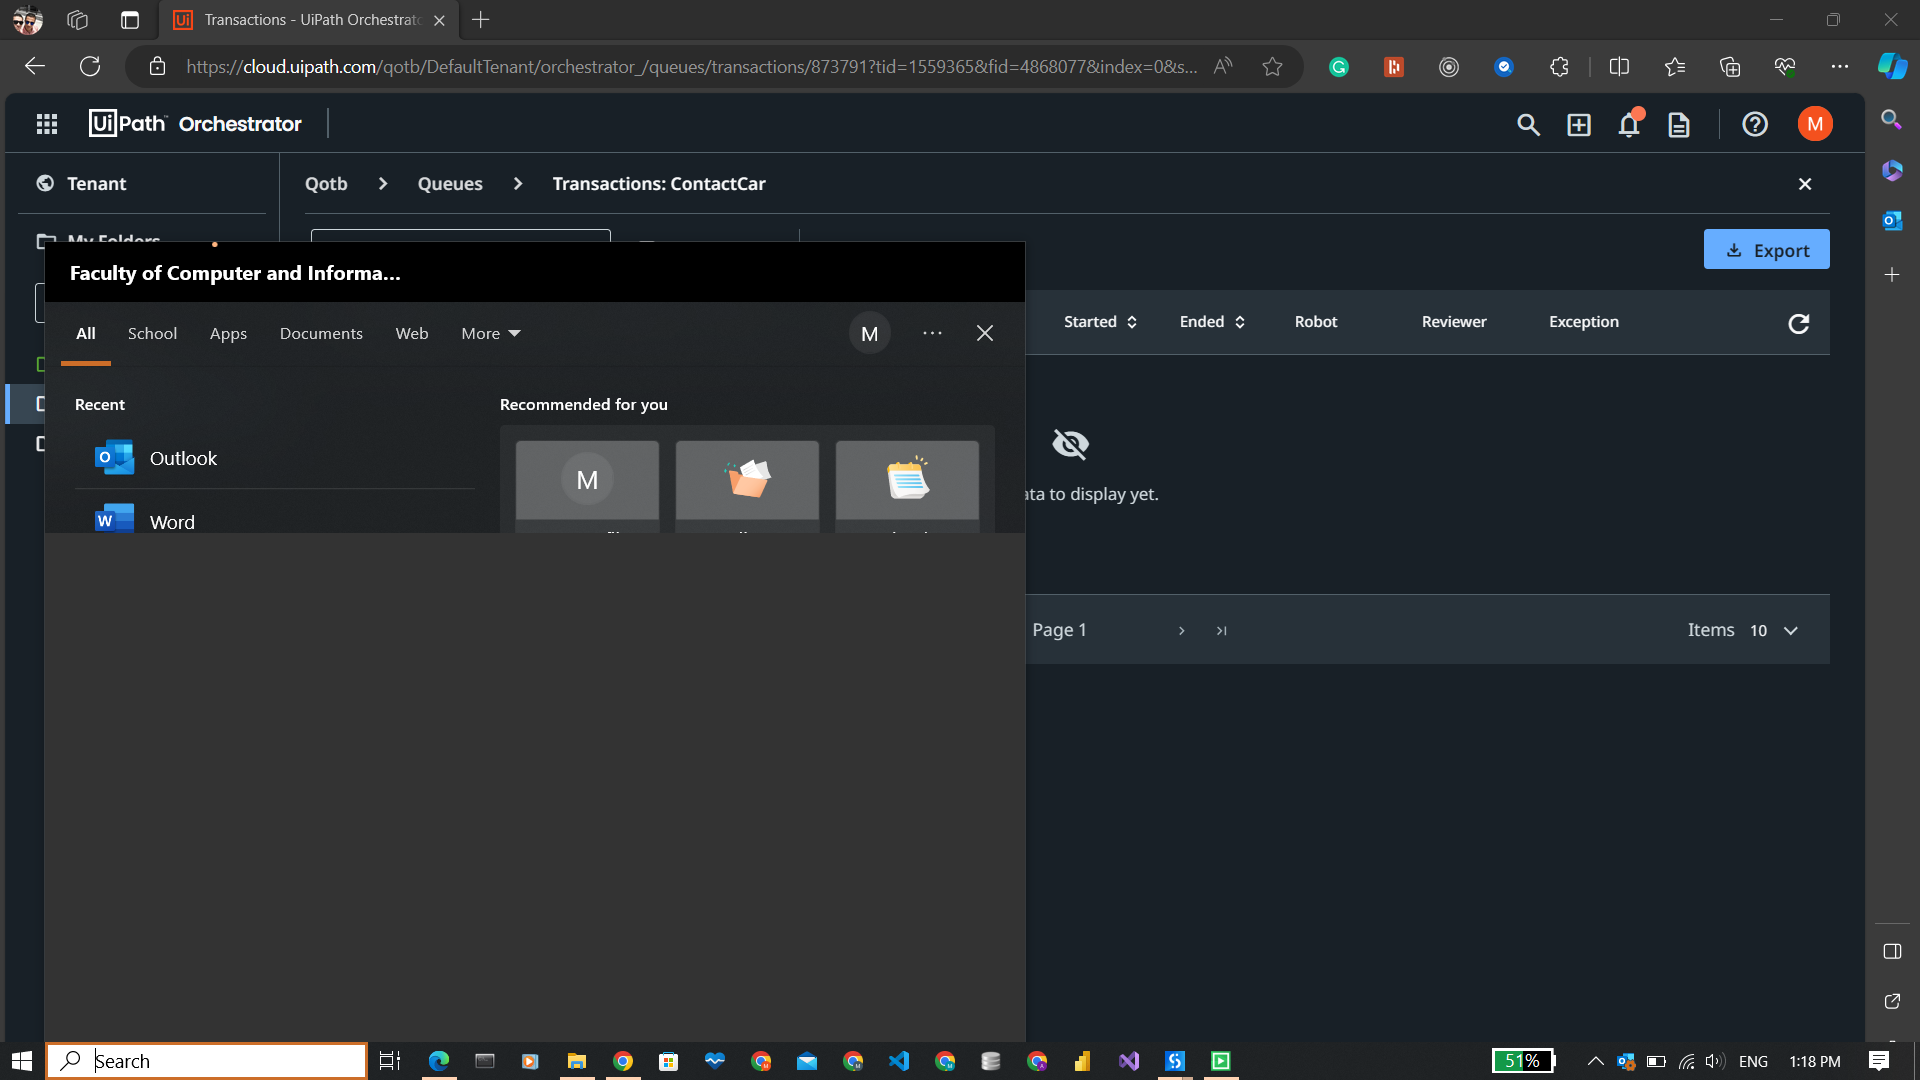 Transactions - UiPath Orchestrato
https://cloud.uipath.com/qotb/DefaultTenant/orchestrator_/queues/transactions/873791?tid=1559365&fid=4868077&index=0&s...
UiPath Orchestrator
M
Tenant
Qotb > Queues > Transactions: ContactCar
My Folders
Export
Faculty of Computer and Informa...
Started Ended Robot Reviewer Exception
All School Apps Documents Web More
M
Recent
Recommended for you
Outlook
M
ata to display yet.
Word
Page 1
Items 10
Search
51%
ENG
1:18 PM